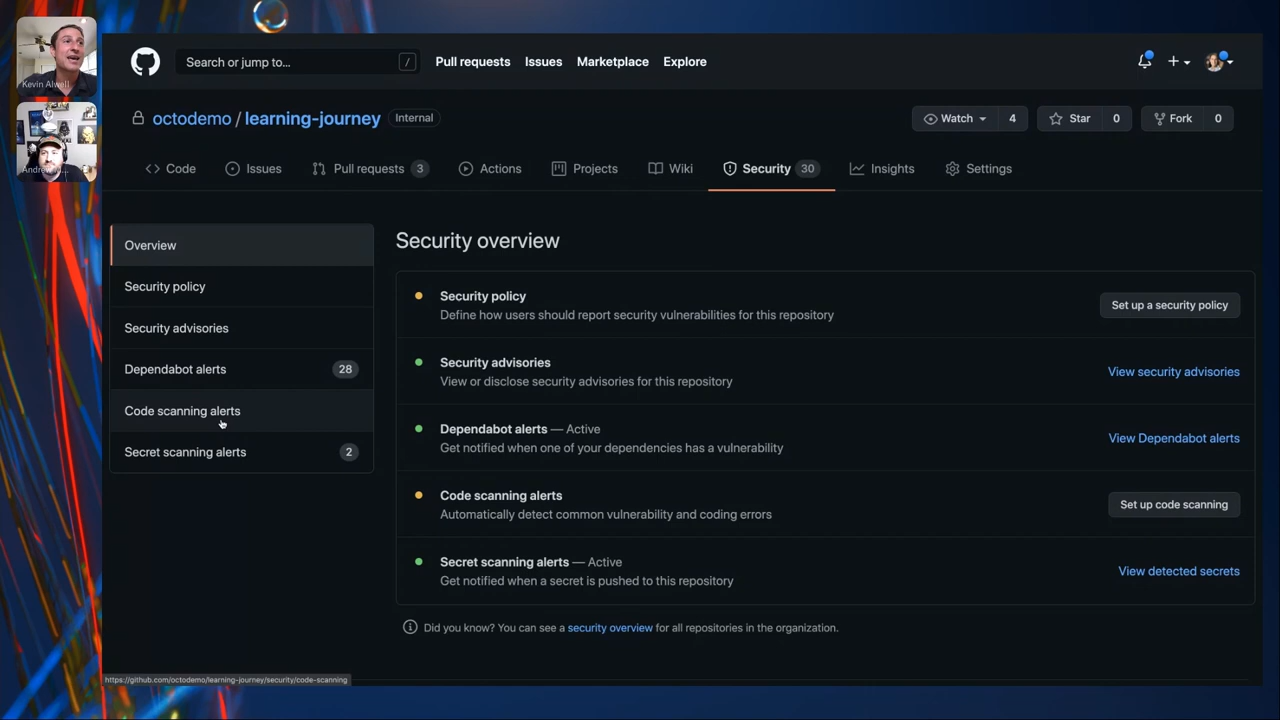 Kevin Alwell
Search or jump to...
/
Pull requests
Issues
Marketplace
Explore
octodemo / learning-journey
Internal
Watch
4
Star
0
Fork
0
Code
Issues
Pull requests
3
Actions
Projects
Wiki
Security
30
Insights
Settings
Overview
Security policy
Security advisories
Dependabot alerts
28
Code scanning alerts
Secret scanning alerts
2
Security overview
Security policy
Define how users should report security vulnerabilities for this repository
Set up a security policy
Security advisories
View or disclose security advisories for this repository
View security advisories
Dependabot alerts — Active
Get notified when one of your dependencies has a vulnerability
View Dependabot alerts
Code scanning alerts
Automatically detect common vulnerability and coding errors
Set up code scanning
Secret scanning alerts — Active
Get notified when a secret is pushed to this repository
View detected secrets
Did you know? You can see a security overview for all repositories in the organization.
https://github.com/octodemo/learning-journey/security/code-scanning